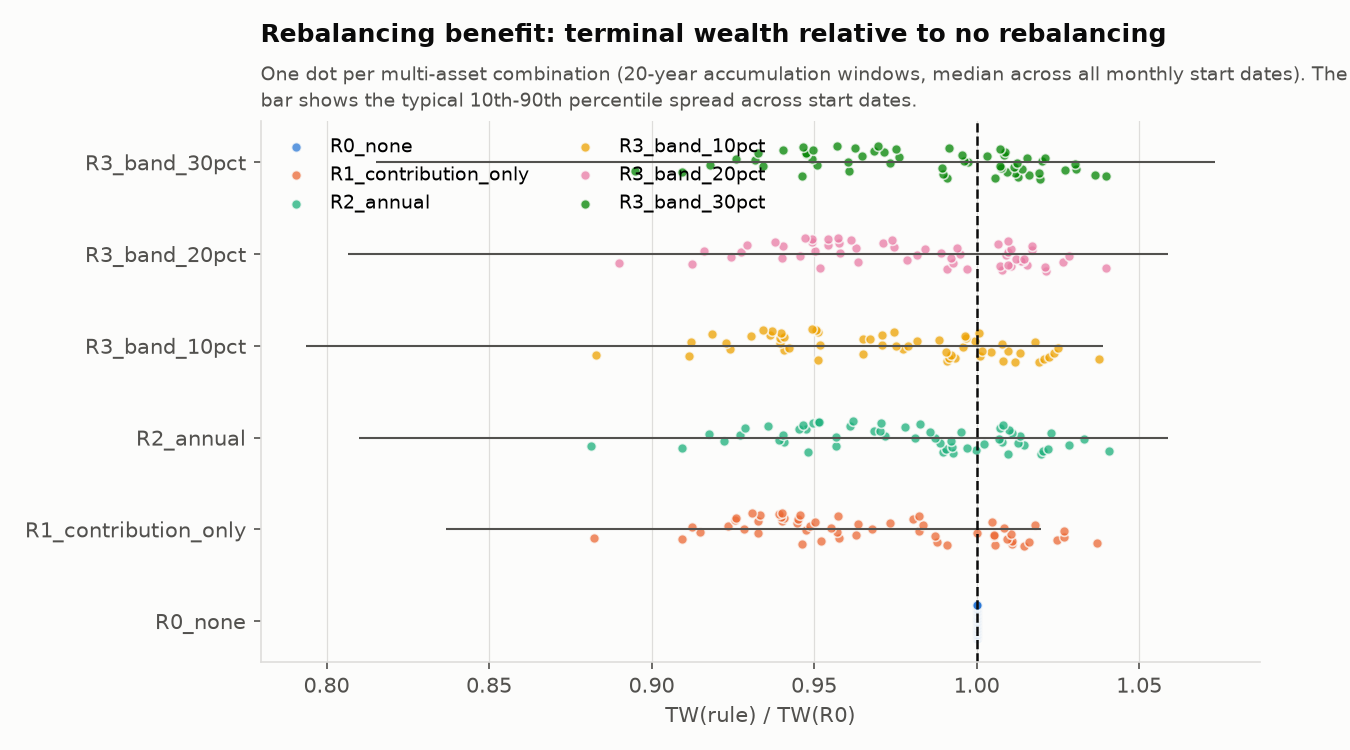 Rebalancing benefit: terminal wealth relative to no rebalancing
One dot per multi-asset combination (20-year accumulation windows, median across all monthly start dates). The
bar shows the typical 10th-90th percentile spread across start dates.
R0_none
R1_contribution_only
R2_annual
R3_band_10pct
R3_band_20pct
R3_band_30pct
R3_band_30pct
R3_band_20pct
R3_band_10pct
R2_annual
R1_contribution_only
R0_none
0.80 0.85 0.90 0.95 1.00 1.05
TW(rule) / TW(R0)